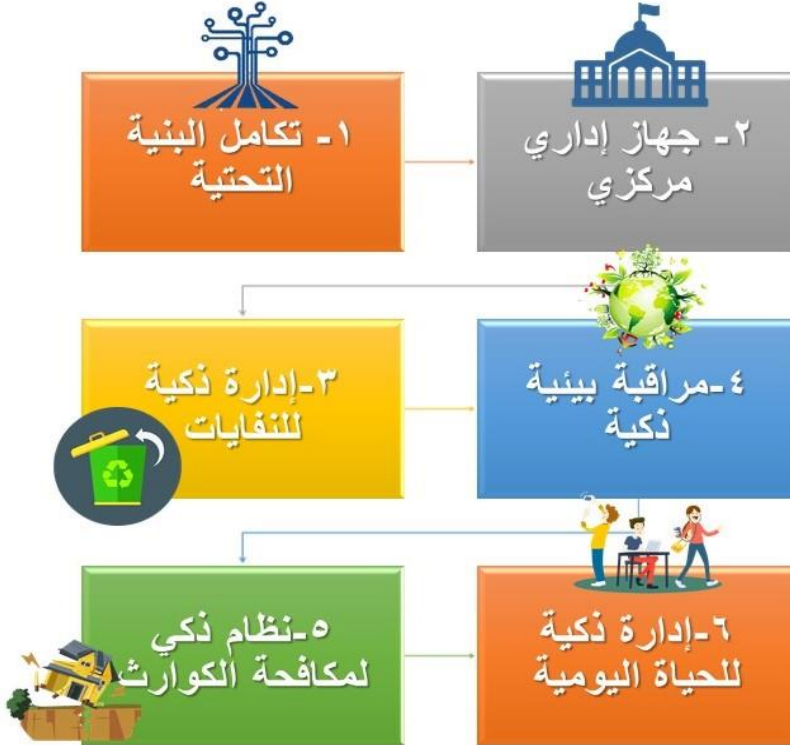 ١- تكامل البنية
التحتية
٢- جهاز إداري
مركزي
٣-إدارة ذكية
للنفايات
٤-مراقبة بيئية
ذكية
٥-نظام ذكي
لمكافحة الكوارث
٦-إدارة ذكية
للحياة اليومية